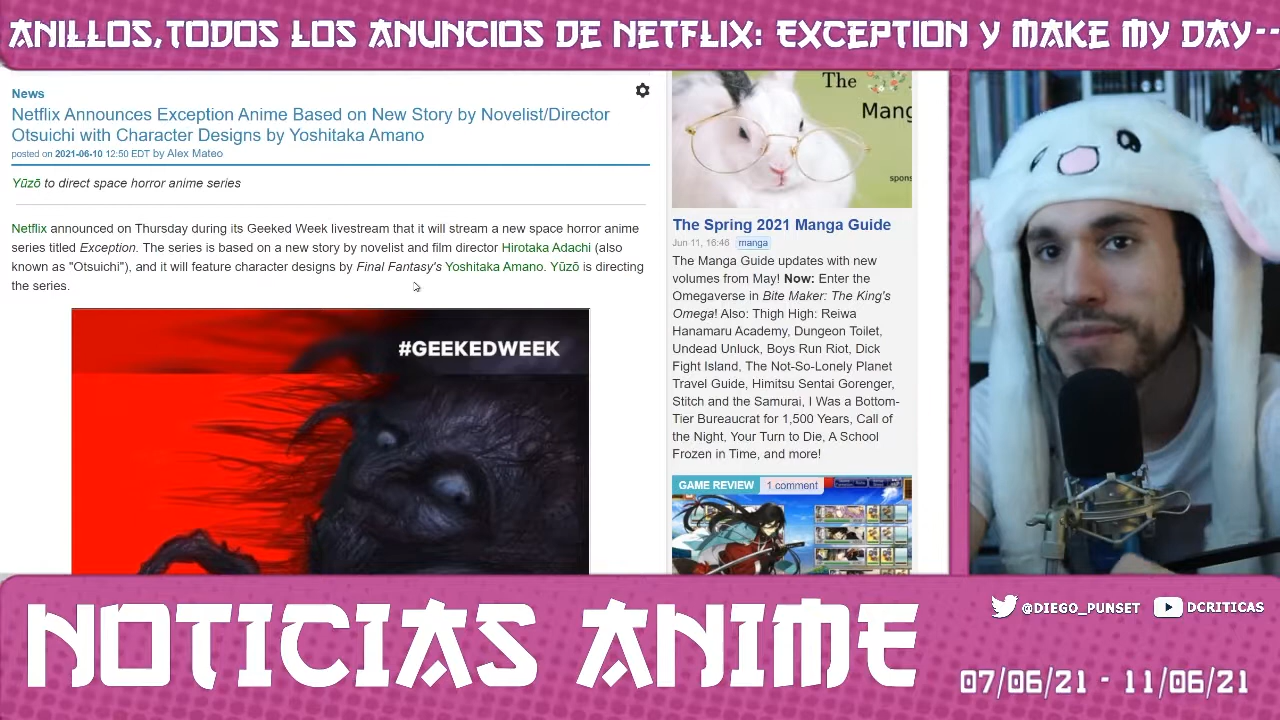 ANILLOS,TODOS LOS ANUNCIOS DE NETFLIX: EXCEPTION Y MAKE MY DAY--
News
Netflix Announces Exception Anime Based on New Story by Novelist/Director
Otsuichi with Character Designs by Yoshitaka Amano
posted on 2021-06-10 12:50 EDT by Alex Mateo
Yūzō to direct space horror anime series
Netflix announced on Thursday during its Geeked Week livestream that it will stream a new space horror anime
series titled Exception. The series is based on a new story by novelist and film director Hirotaka Adachi (also
known as "Otsuichi"), and it will feature character designs by Final Fantasy's Yoshitaka Amano. Yūzō is directing
the series.
#GEEKEDWEEK
The
Mang
spons
The Spring 2021 Manga Guide
Jun 11, 16:46 manga
The Manga Guide updates with new
volumes from May! Now: Enter the
Omegaverse in Bite Maker: The King's
Omega! Also: Thigh High: Reiwa
Hanamaru Academy, Dungeon Toilet,
Undead Unluck, Boys Run Riot, Dick
Fight Island, The Not-So-Lonely Planet
Travel Guide, Himitsu Sentai Gorenger,
Stitch and the Samurai, I Was a Bottom-
Tier Bureaucrat for 1,500 Years, Call of
the Night, Your Turn to Die, A School
Frozen in Time, and more!
GAME REVIEW 1 comment
NOTICIAS ANIME
@DIEGO_PUNSET DCRITICAS
07/06/21 - 11/06/21